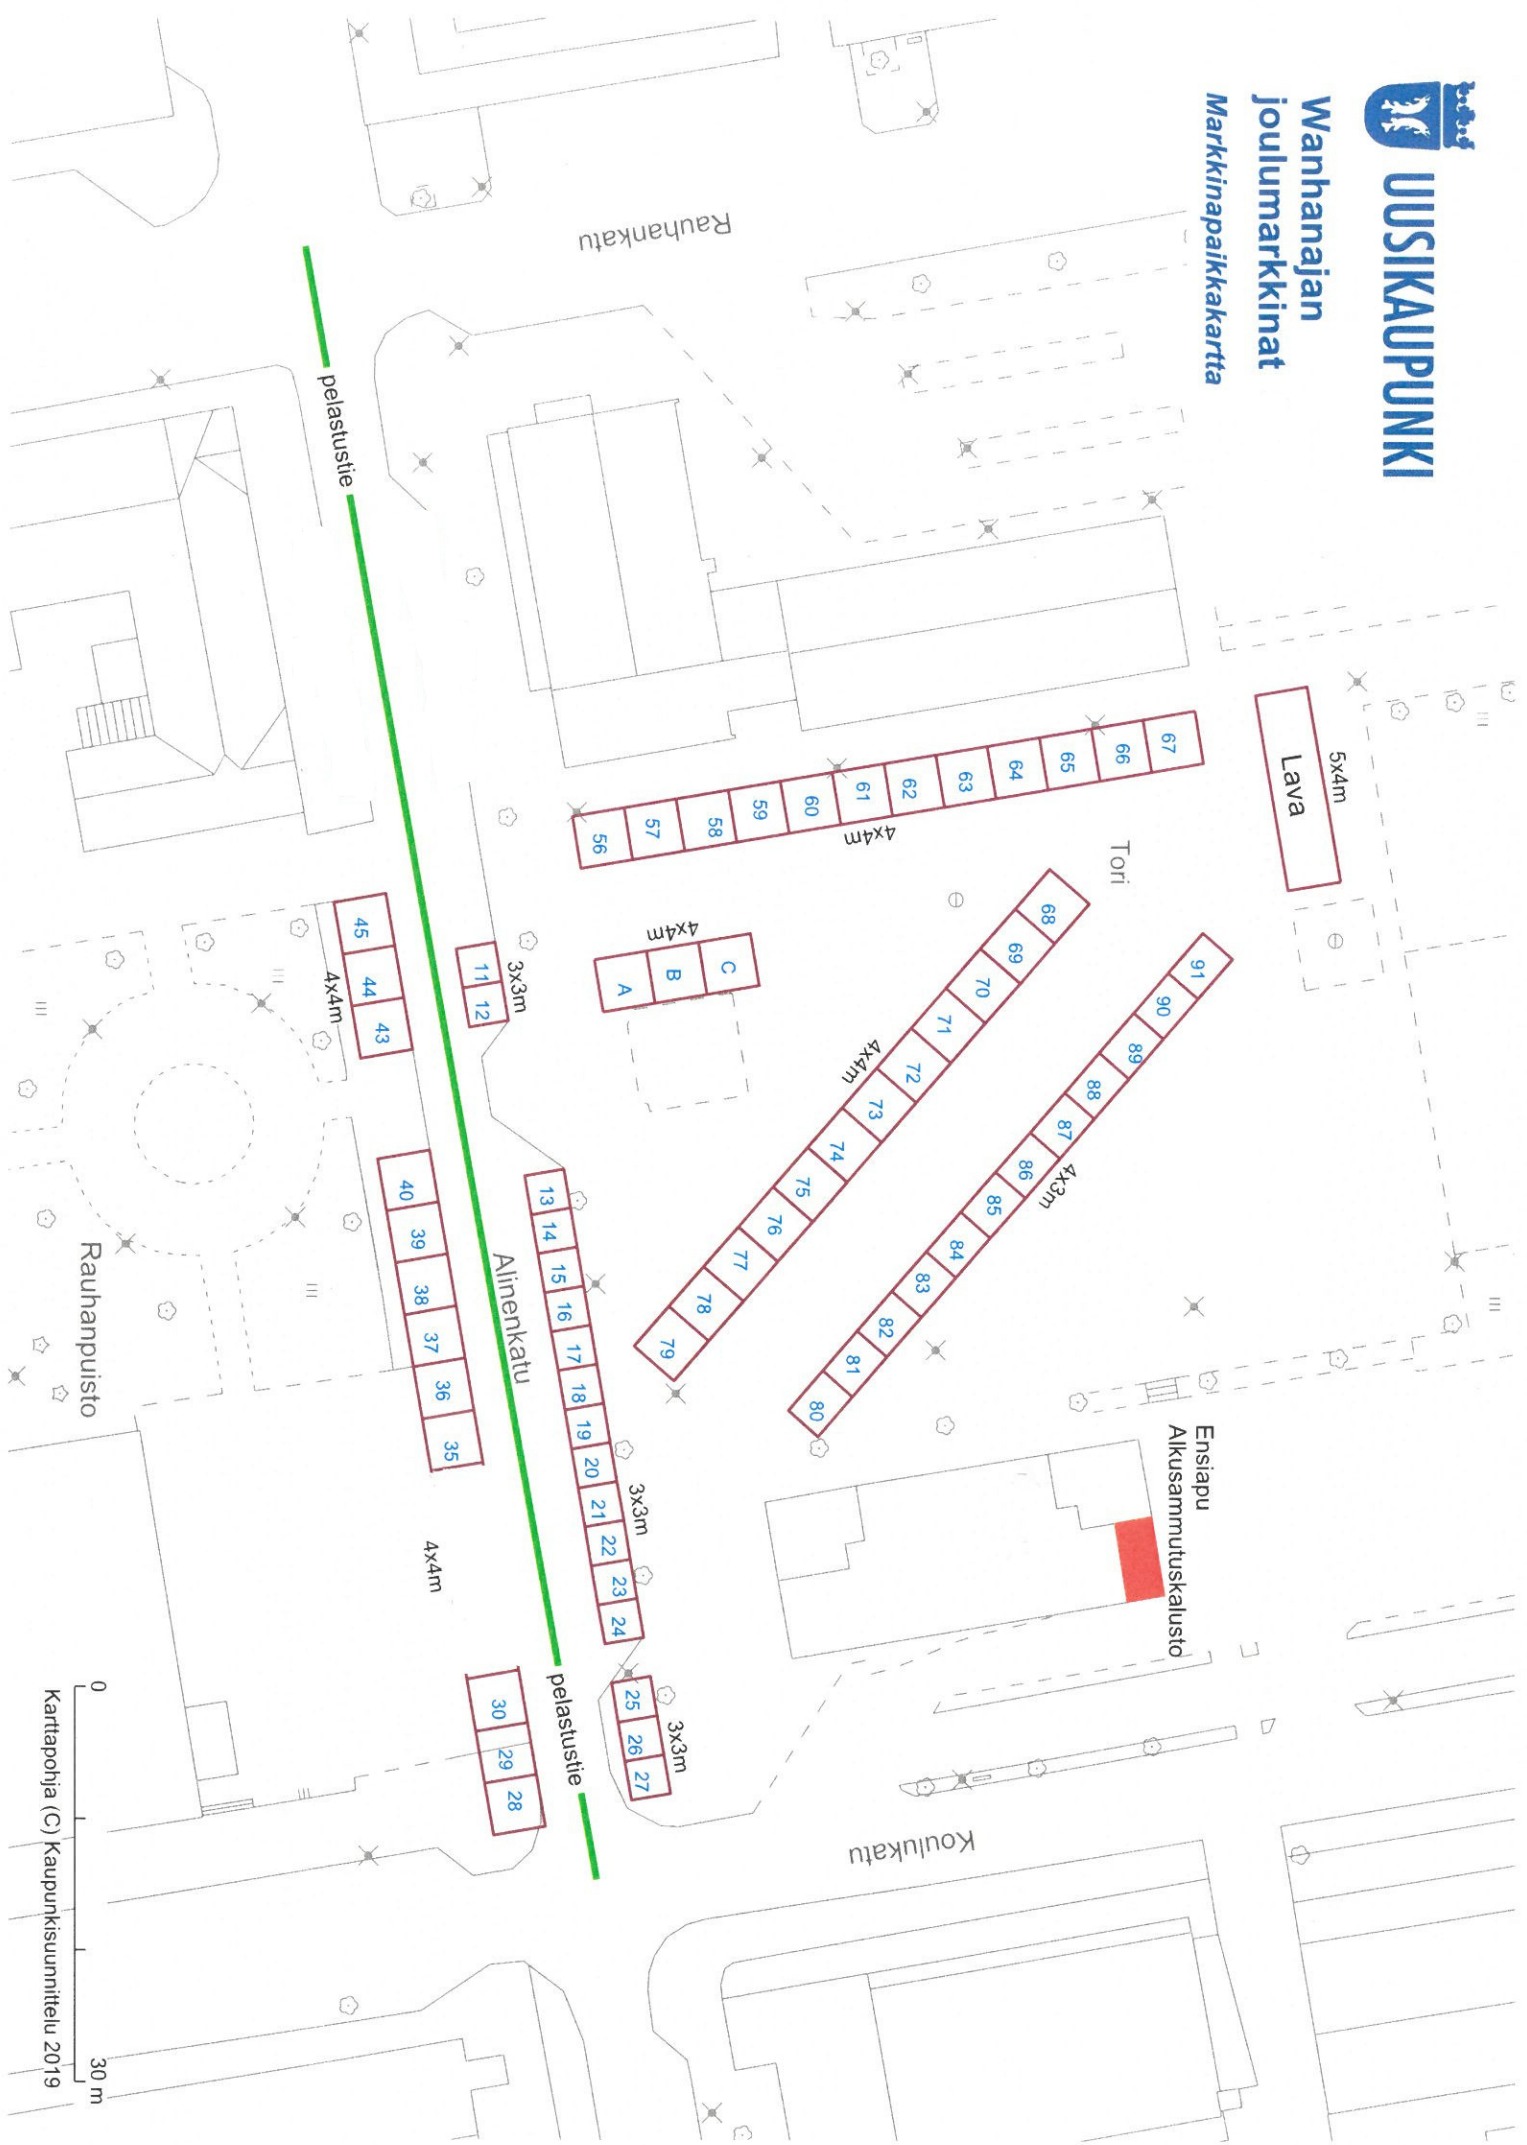 UUSIKAUPUNKI
Wanhanajan
joulumarkkinat
Markkinapaikkakartta
Rauhankatu
pelastustie
5x4m
Lava
67
66
65
64
63
62
61
60
59
58
57
56
4x4m
Tori
4x4m
C
B
A
3x3m
11
12
45
44
43
4x4m
68
69
70
71
72
73
74
75
76
77
78
79
4x4m
91
90
89
88
87
86
85
84
83
82
81
80
4x3m
13
14
15
16
17
18
19
20
21
22
23
24
3x3m
Alinenkatu
40
39
38
37
36
35
4x4m
Rauhanpuisto
Ensiapu
Alkusammutuskalusto
25
26
27
3x3m
pelastustie
30
29
28
Koulukatu
0
30 m
Karttapohja (C) Kaupunkisuunnittelu 2019